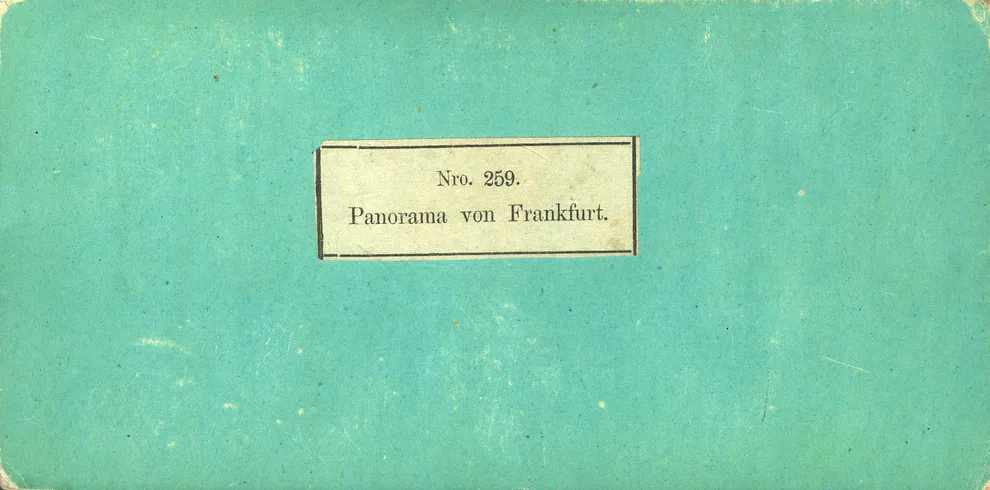 Nro. 259.
Panorama von Frankfurt.